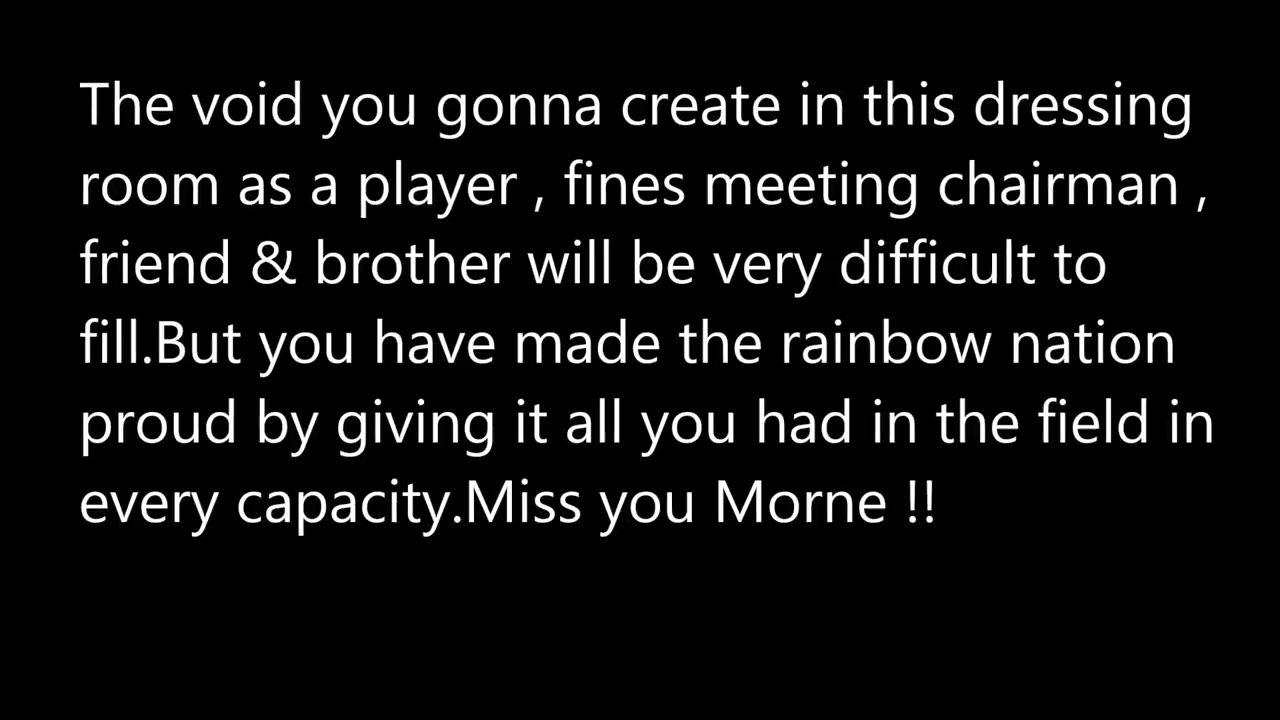 The void you gonna create in this dressing
room as a player , fines meeting chairman ,
friend & brother will be very difficult to
fill.But you have made the rainbow nation
proud by giving it all you had in the field in
every capacity.Miss you Morne !!